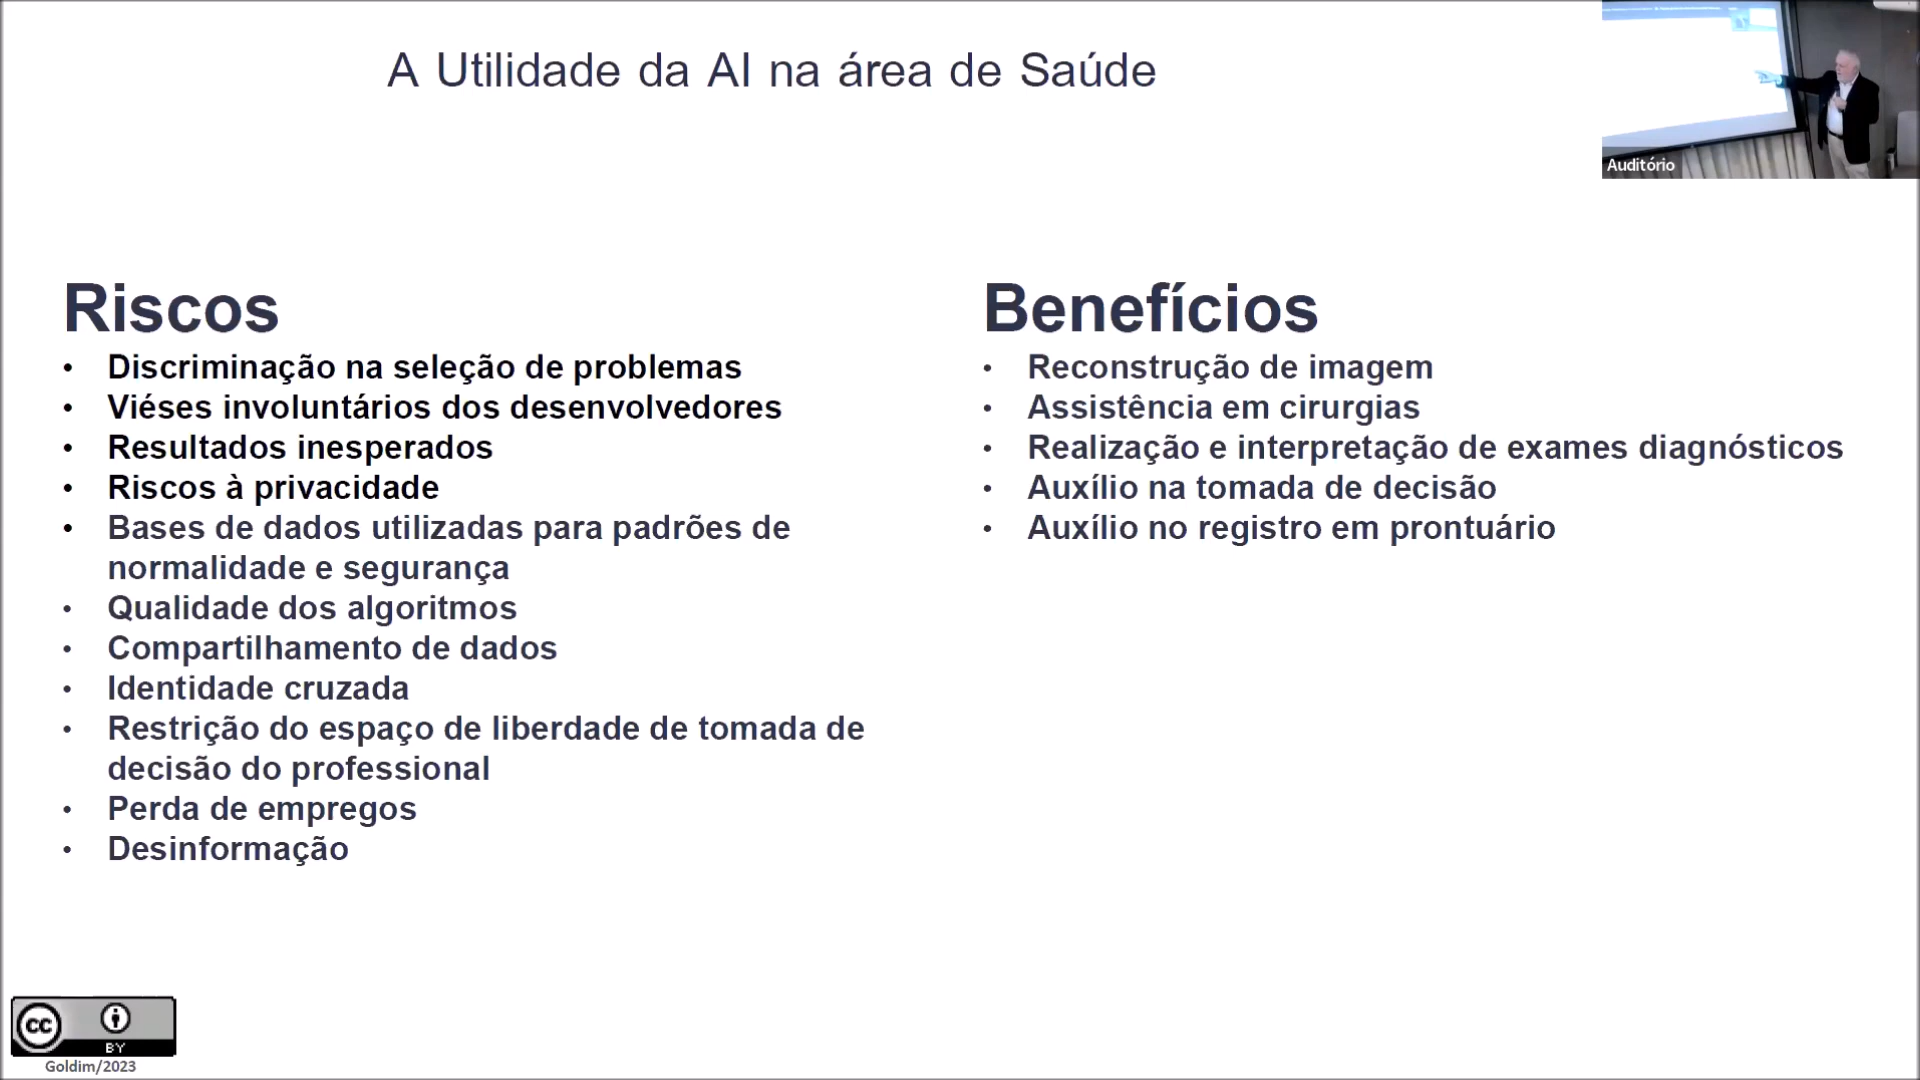 A Utilidade da AI na área de Saúde
Auditório
Riscos
• Discriminação na seleção de problemas
• Viéses involuntários dos desenvolvedores
• Resultados inesperados
• Riscos à privacidade
• Bases de dados utilizadas para padrões de
normalidade e segurança
• Qualidade dos algoritmos
• Compartilhamento de dados
• Identidade cruzada
• Restrição do espaço de liberdade de tomada de
decisão do professional
• Perda de empregos
• Desinformação
Benefícios
• Reconstrução de imagem
• Assistência em cirurgias
• Realização e interpretação de exames diagnósticos
• Auxílio na tomada de decisão
• Auxílio no registro em prontuário
cc
BY
Goldim/2023